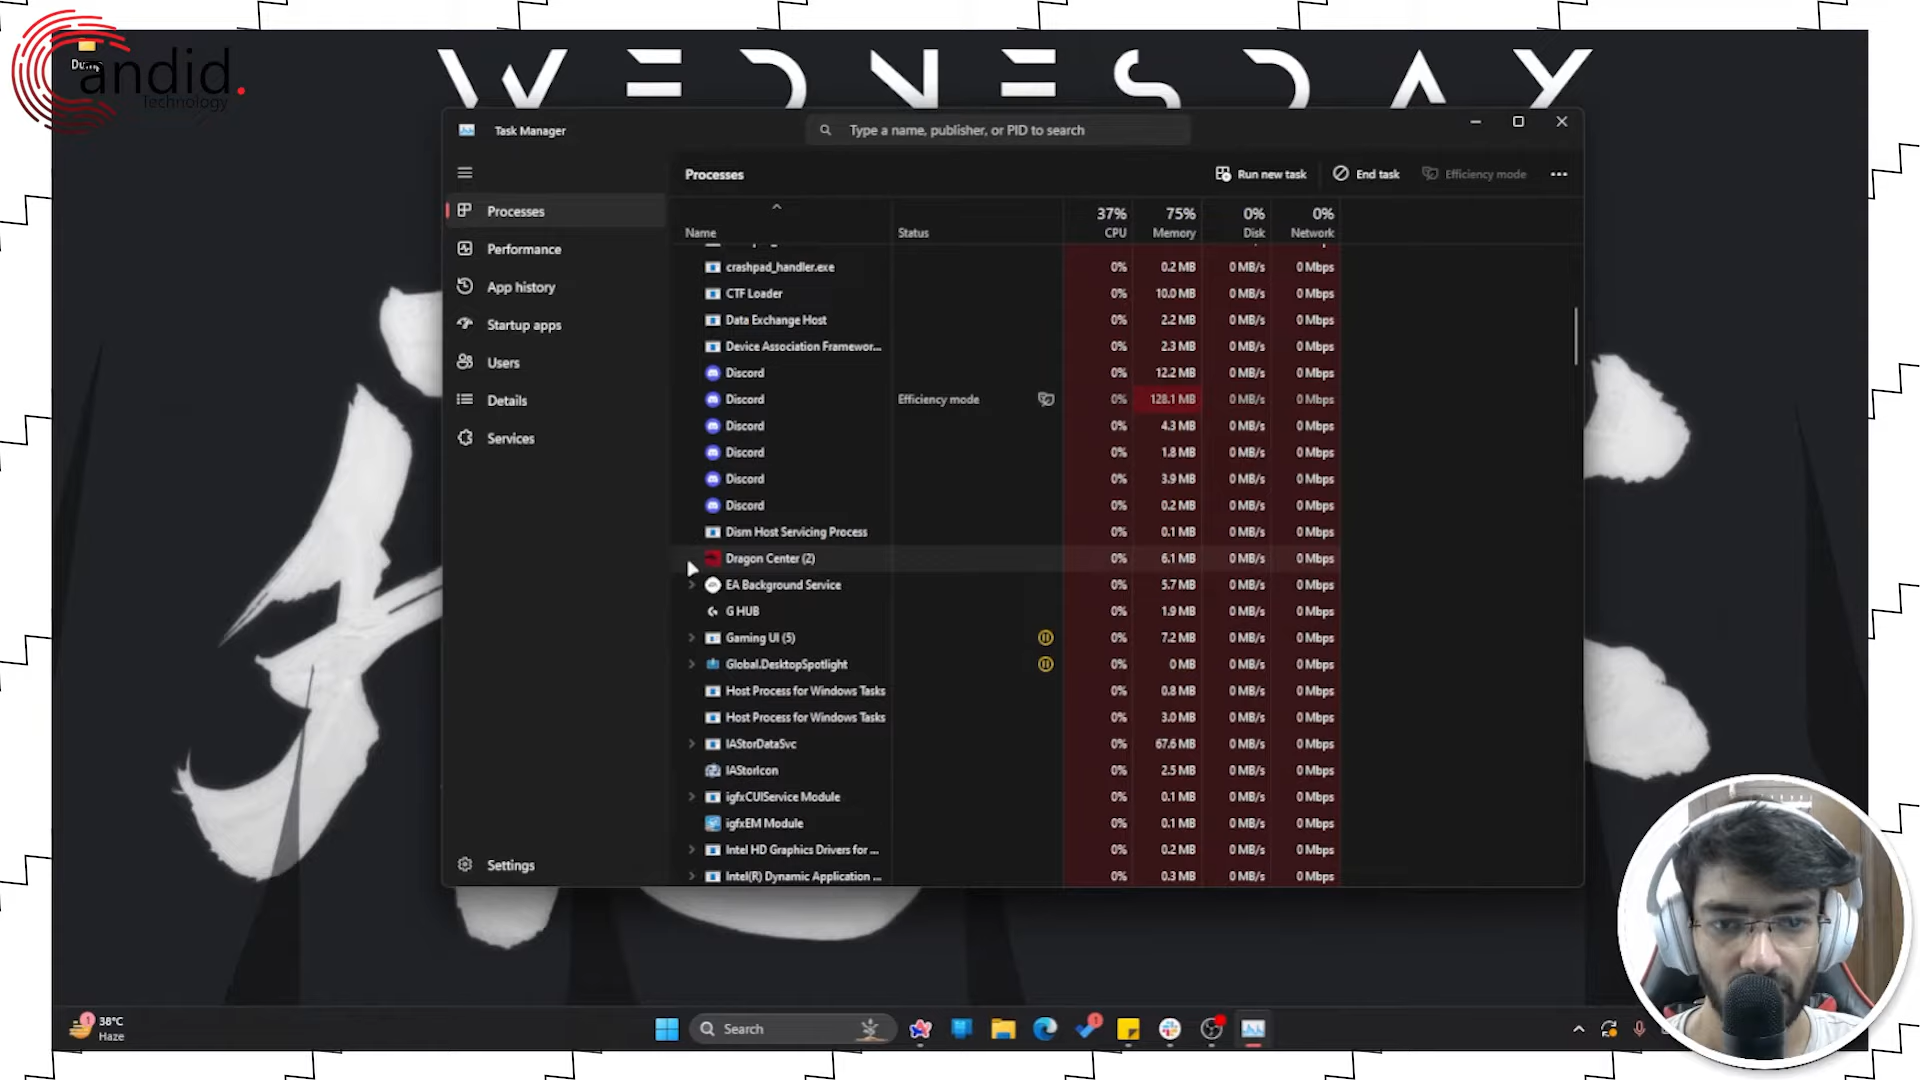 WEDNESDAY
Dump
andid.
Technology
Task Manager
Type a name, publisher, or PID to search
Processes
Run new task
End task
Efficiency mode
Processes
Performance
App history
Startup apps
Users
Details
Services
Settings
37% 75% 0% 0%
Name Status CPU Memory Disk Network
crashpad_handler.exe 0% 0.2 MB 0 MB/s 0 Mbps
CTF Loader 0% 10.0 MB 0 MB/s 0 Mbps
Data Exchange Host 0% 2.2 MB 0 MB/s 0 Mbps
Device Association Framewor... 0% 2.3 MB 0 MB/s 0 Mbps
Discord 0% 12.2 MB 0 MB/s 0 Mbps
Discord Efficiency mode 0% 128.1 MB 0 MB/s 0 Mbps
Discord 0% 4.3 MB 0 MB/s 0 Mbps
Discord 0% 1.8 MB 0 MB/s 0 Mbps
Discord 0% 3.9 MB 0 MB/s 0 Mbps
Discord 0% 0.2 MB 0 MB/s 0 Mbps
Dism Host Servicing Process 0% 0.1 MB 0 MB/s 0 Mbps
Dragon Center (2) 0% 6.1 MB 0 MB/s 0 Mbps
EA Background Service 0% 5.7 MB 0 MB/s 0 Mbps
G HUB 0% 1.9 MB 0 MB/s 0 Mbps
Gaming UI (5) 0% 7.2 MB 0 MB/s 0 Mbps
Global.DesktopSpotlight 0% 0 MB 0 MB/s 0 Mbps
Host Process for Windows Tasks 0% 0.8 MB 0 MB/s 0 Mbps
Host Process for Windows Tasks 0% 3.0 MB 0 MB/s 0 Mbps
IAStorDataSvc 0% 67.6 MB 0 MB/s 0 Mbps
IAStorIcon 0% 2.5 MB 0 MB/s 0 Mbps
igfxCUIService Module 0% 0.1 MB 0 MB/s 0 Mbps
igfxEM Module 0% 0.1 MB 0 MB/s 0 Mbps
Intel HD Graphics Drivers for ... 0% 0.2 MB 0 MB/s 0 Mbps
Intel(R) Dynamic Application ... 0% 0.3 MB 0 MB/s 0 Mbps
1
38°C
Haze
Search
1